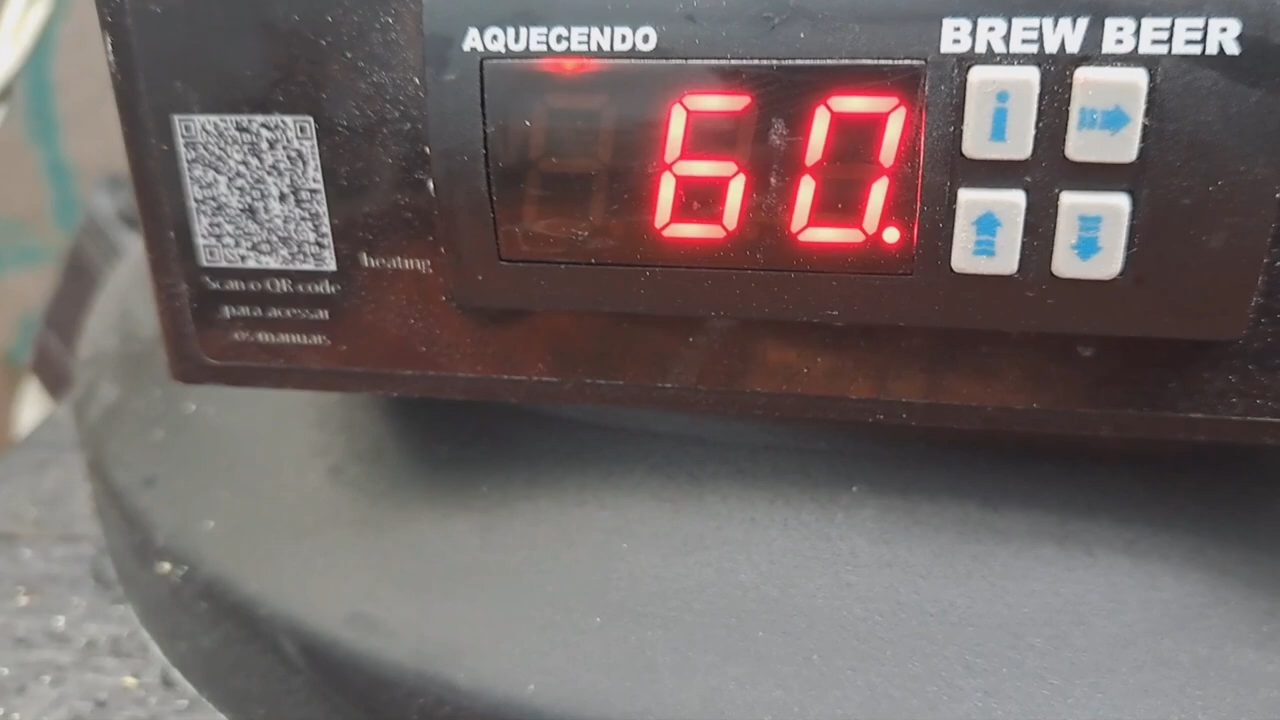 AQUECENDO
BREW BEER
60.
i
heating
Scan o QR code
para acessar
os manuais